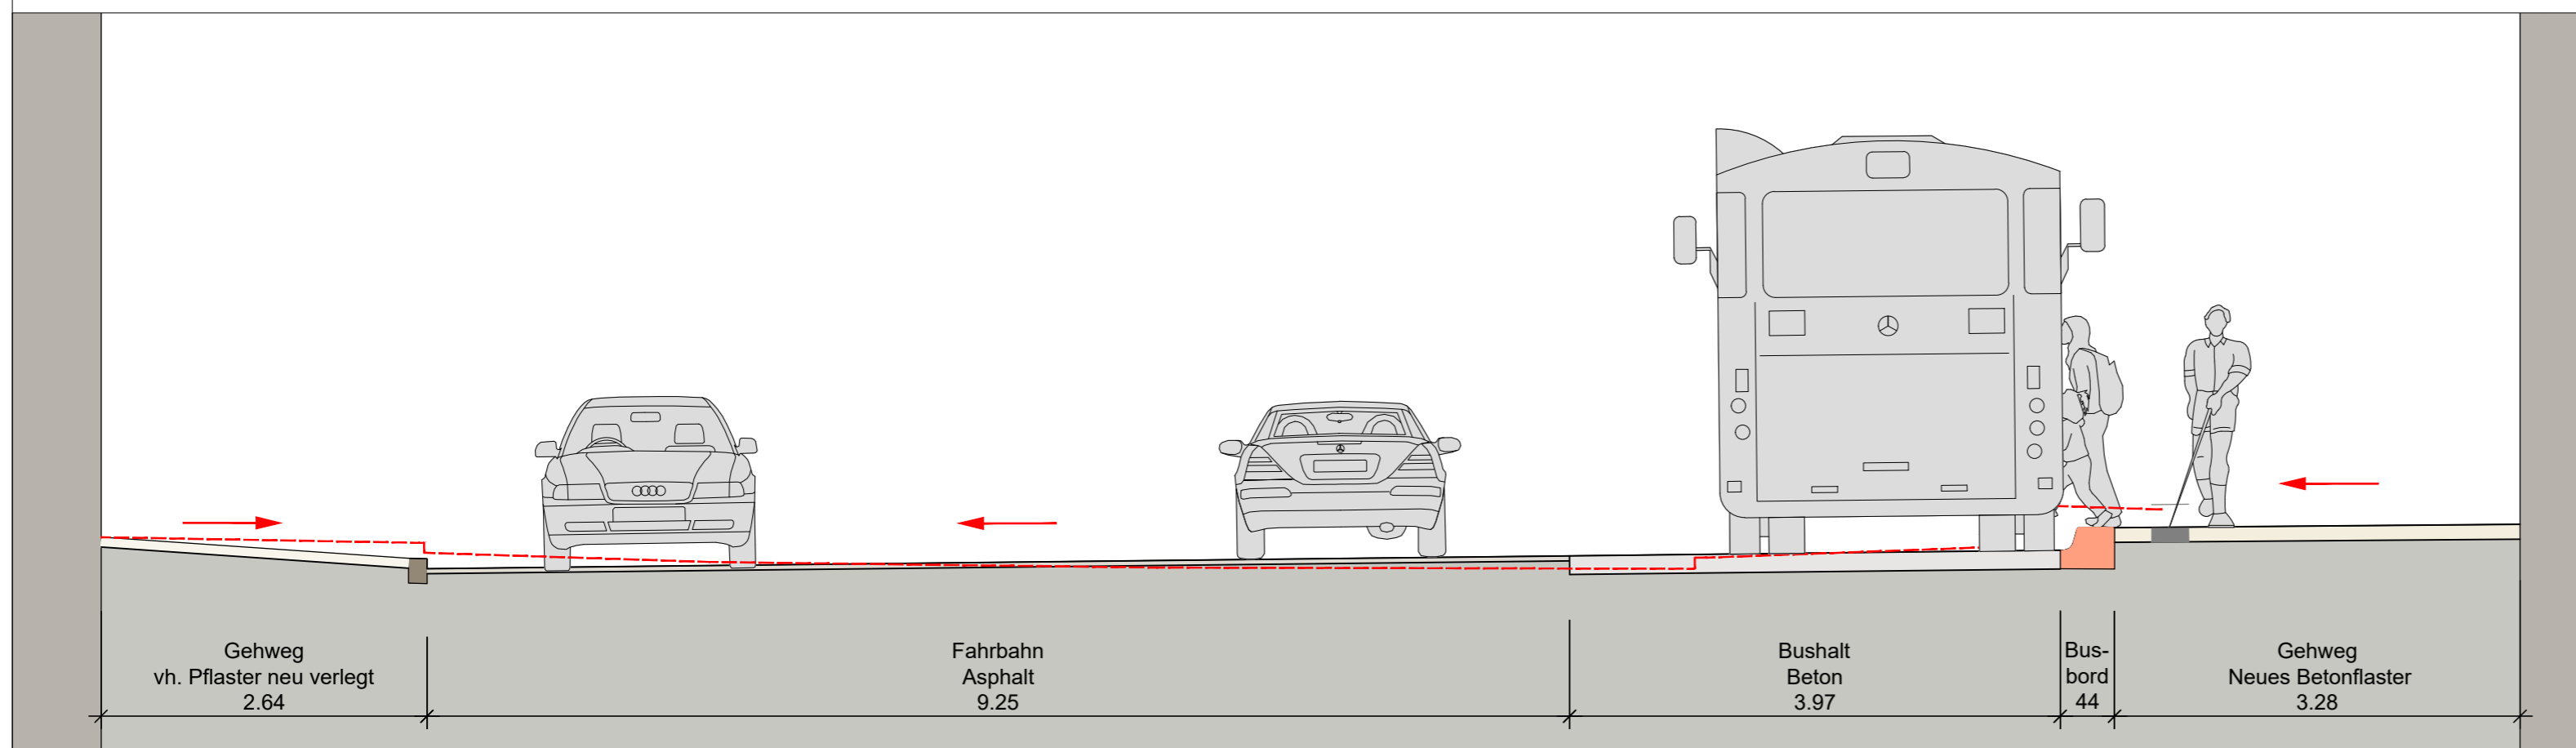 Gehweg
vh. Pflaster neu verlegt
2.64
Fahrbahn
Asphalt
9.25
Bushalt
Beton
3.97
Bus-
bord
44
Gehweg
Neues Betonflaster
3.28